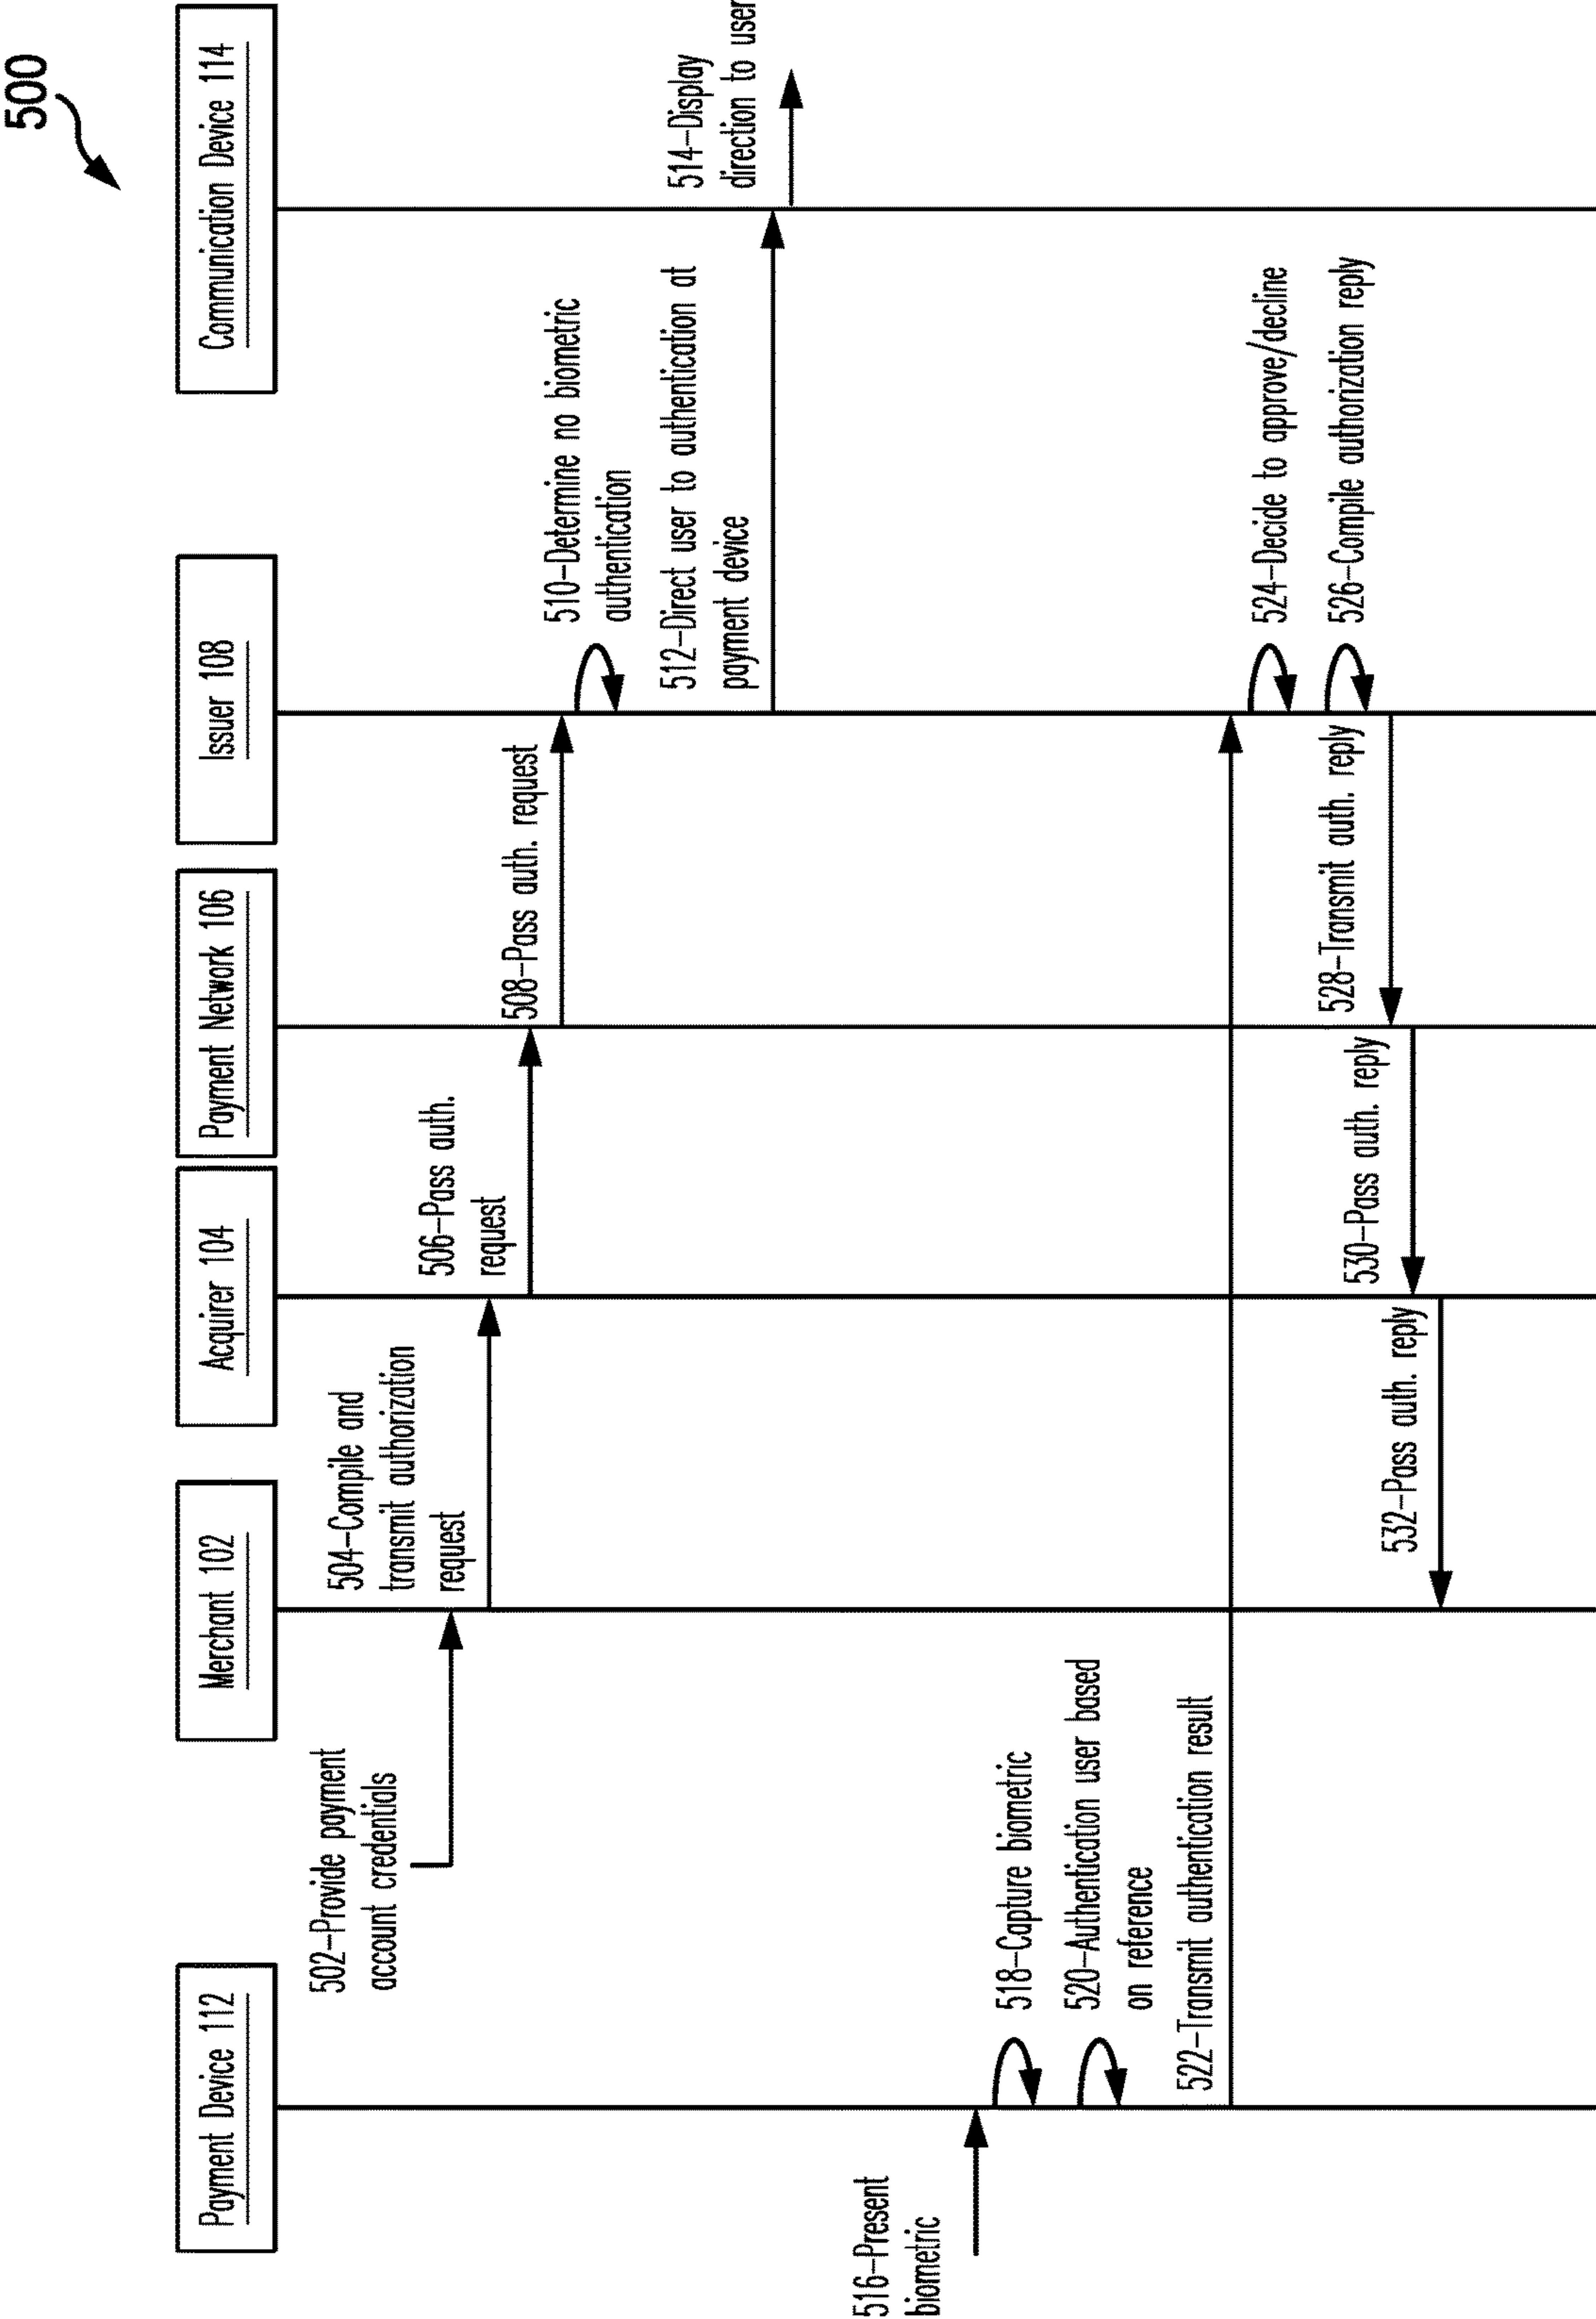 500
Payment Device 112
Merchant 102
Acquirer 104
Payment Network 106
Issuer 108
Communication Device 114
502-Provide payment
account credentials
504-Compile and
transmit authorization
request
506-Pass auth.
request
508-Pass auth. request
510-Determine no biometric
authentication
512-Direct user to authentication at
payment device
514-Display
direction to user
516-Present
biometric
518-Capture biometric
520-Authentication user based
on reference
522-Transmit authentication result
524-Decide to approve/decline
526-Compile authorization reply
528-Transmit auth. reply
530-Pass auth. reply
532-Pass auth. reply